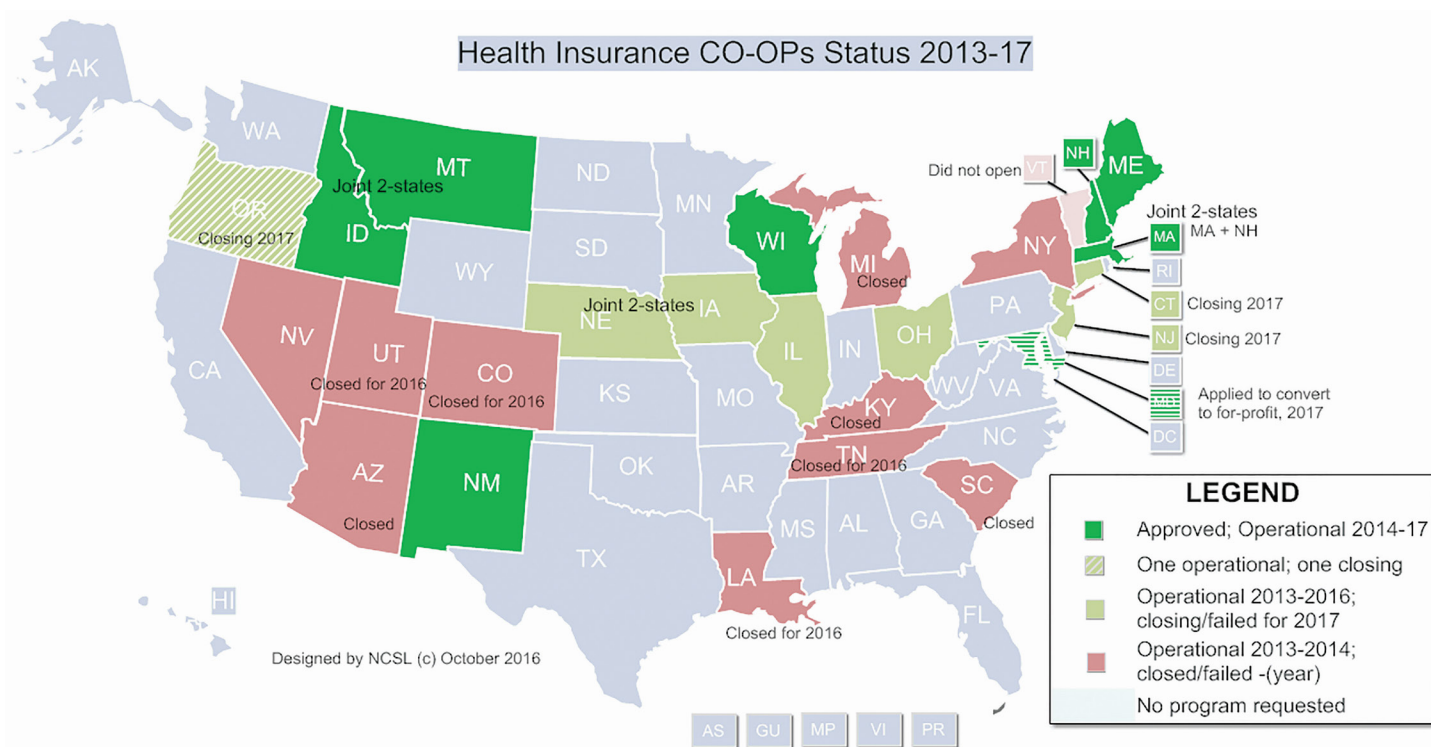 Health Insurance CO-OPs Status 2013-17
AK
WA
MT
ND
MN
Did not open
VT
NH
ME
Joint 2-states
OR
Closing 2017
ID
WY
SD
WI
MI
Closed
NY
Joint 2-states
MA + NH
MA
RI
CT
Closing 2017
NJ
Closing 2017
DE
MD
Applied to convert
to for-profit, 2017
DC
Joint 2-states
NE
IA
IL
IN
OH
PA
NV
UT
Closed for 2016
CO
Closed for 2016
CA
KS
MO
WV
VA
KY
Closed
NC
TN
Closed for 2016
AZ
Closed
NM
OK
AR
SC
Closed
MS
AL
GA
TX
LA
Closed for 2016
FL
HI
Designed by NCSL (c) October 2016
AS
GU
MP
VI
PR
LEGEND
Approved; Operational 2014-17
One operational; one closing
Operational 2013-2016;
closing/failed for 2017
Operational 2013-2014;
closed/failed -(year)
No program requested